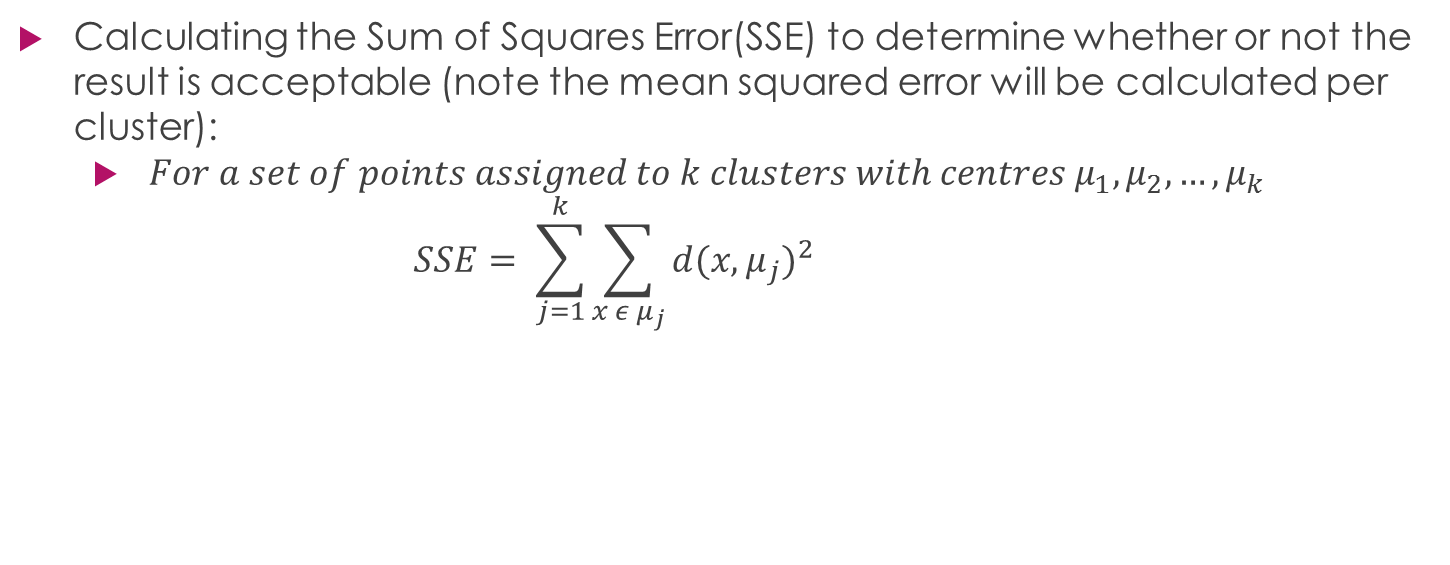 Calculating the Sum of Squares Error(SSE) to determine whether or not the
result is acceptable (note the mean squared error will be calculated per
cluster):
For a set of points assigned to k clusters with centres μ₁, μ₂, … , μₖ
SSE = ∑_{j=1}^{k} ∑_{x ϵ μⱼ} d(x, μⱼ)²